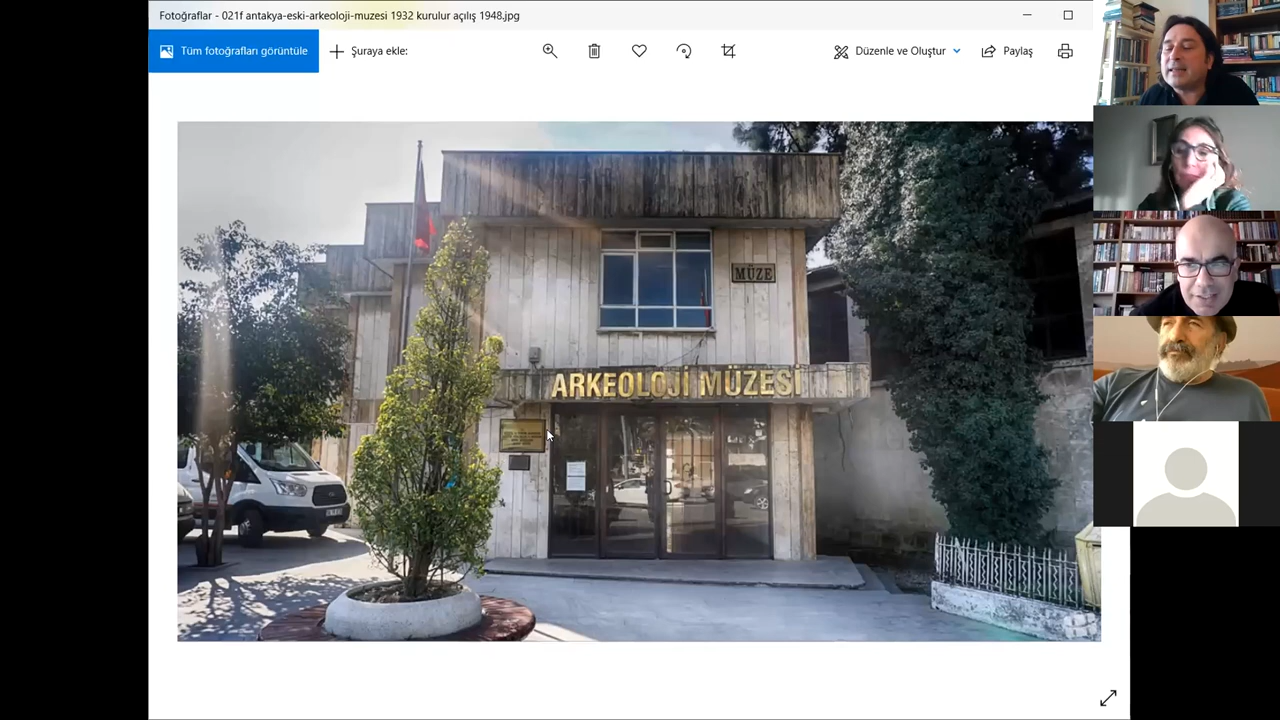 Fotoğraflar - 021f antakya-eski-arkeoloji-muzesi 1932 kurulur açılış 1948.jpg
Tüm fotoğrafları görüntüle
Şuraya ekle:
Düzenle ve Oluştur
Paylaş
MÜZE
ARKEOLOJİ MÜZESİ